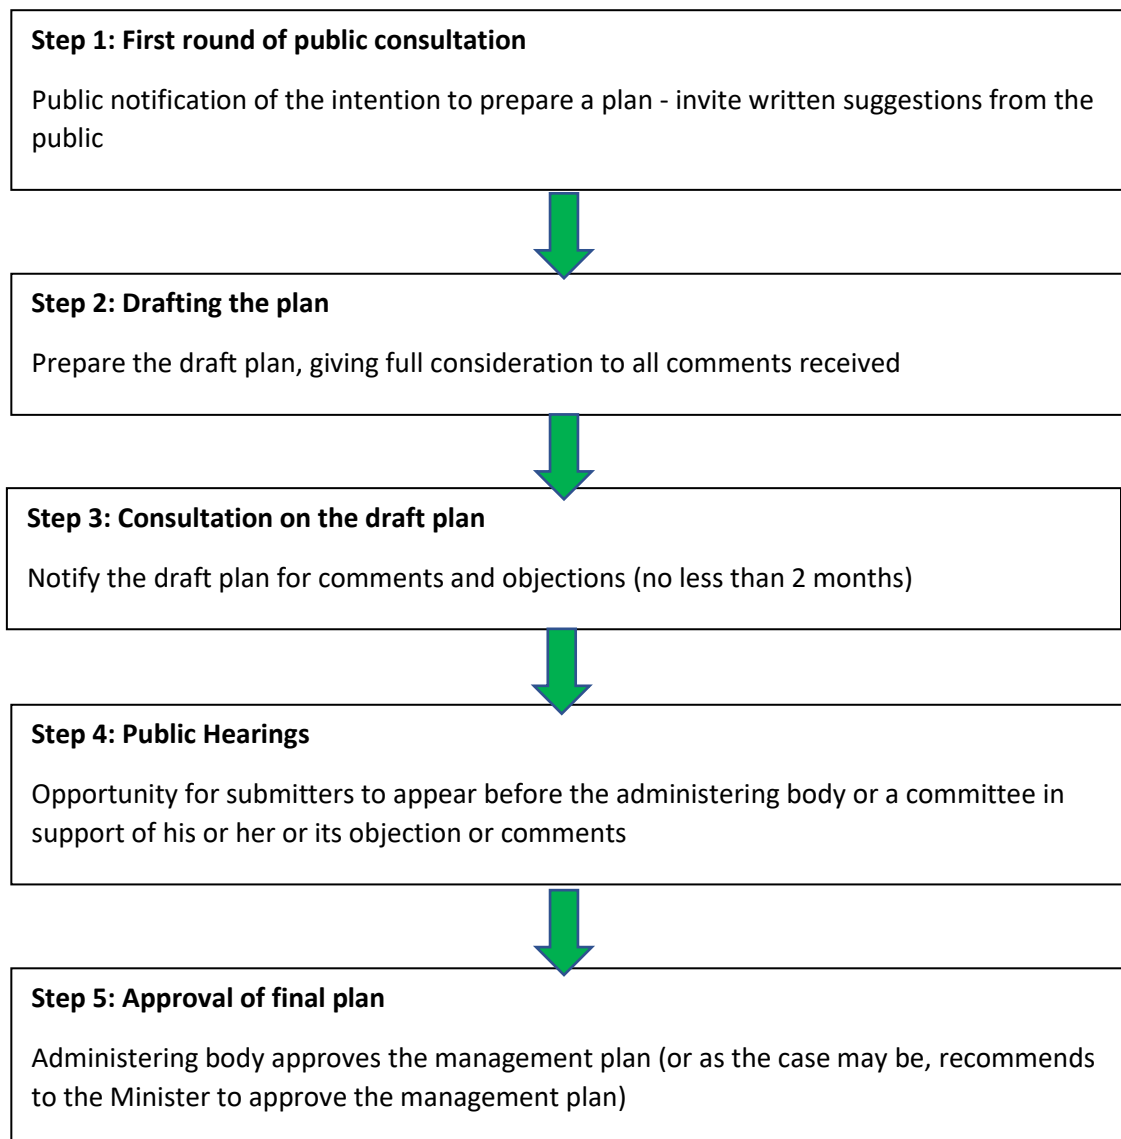 Step 1: First round of public consultation
Public notification of the intention to prepare a plan - invite written suggestions from the
public
Step 2: Drafting the plan
Prepare the draft plan, giving full consideration to all comments received
Step 3: Consultation on the draft plan
Notify the draft plan for comments and objections (no less than 2 months)
Step 4: Public Hearings
Opportunity for submitters to appear before the administering body or a committee in
support of his or her or its objection or comments
Step 5: Approval of final plan
Administering body approves the management plan (or as the case may be, recommends
to the Minister to approve the management plan)